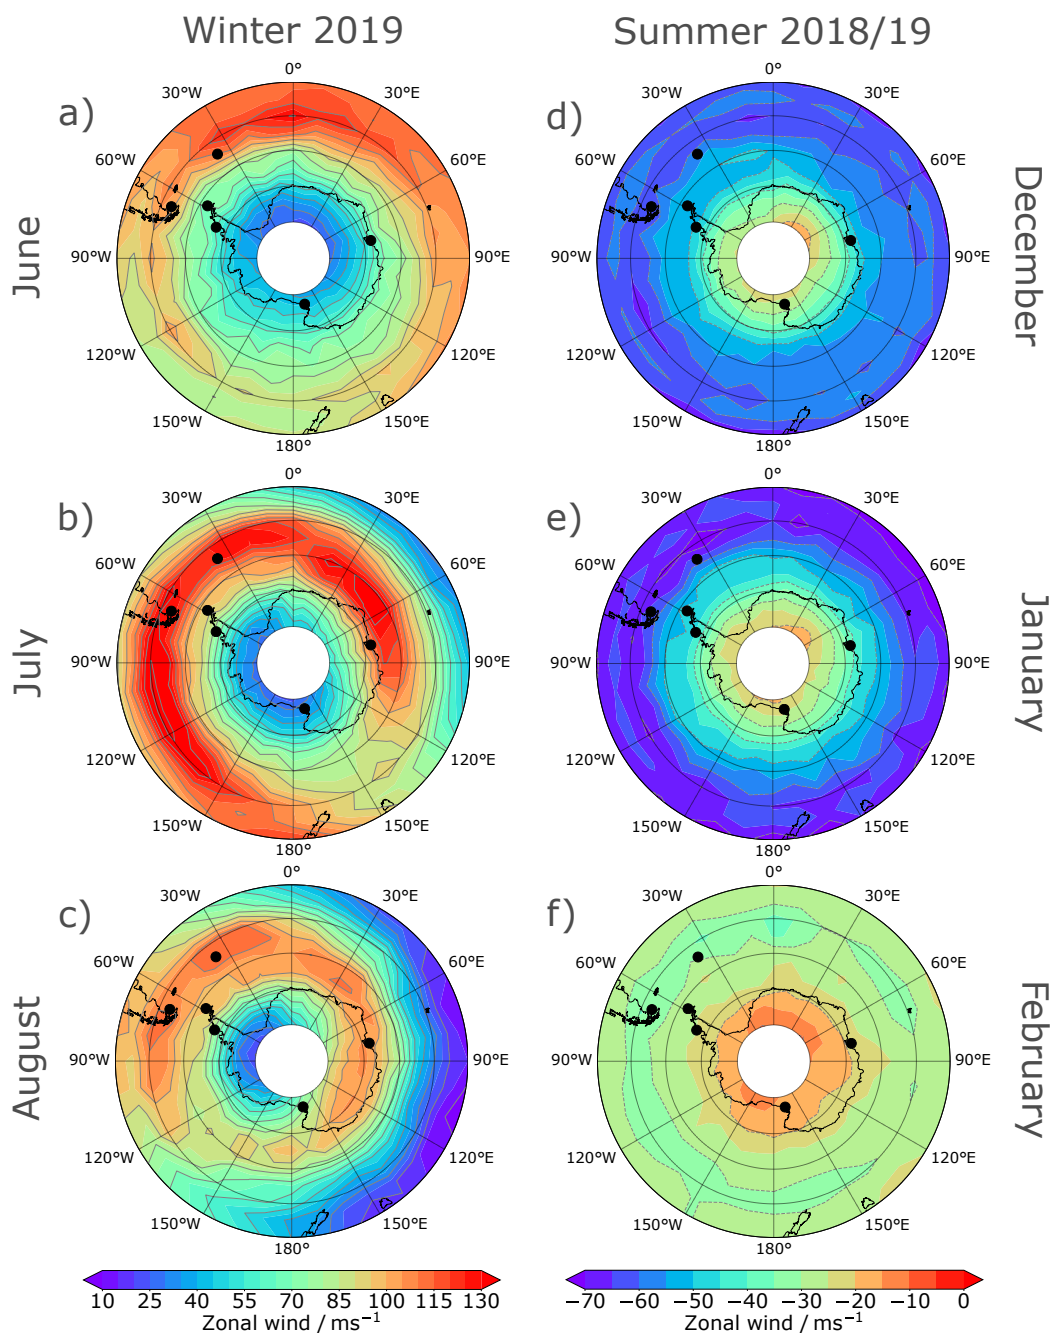 Winter 2019
Summer 2018/19
a)
0°
30°E
60°E
90°E
120°E
150°E
180°
150°W
120°W
90°W
60°W
30°W
June
d)
0°
30°E
60°E
90°E
120°E
150°E
180°
150°W
120°W
90°W
60°W
30°W
December
b)
0°
30°E
60°E
90°E
120°E
150°E
180°
150°W
120°W
90°W
60°W
30°W
July
e)
0°
30°E
60°E
90°E
120°E
150°E
180°
150°W
120°W
90°W
60°W
30°W
January
c)
0°
30°E
60°E
90°E
120°E
150°E
180°
150°W
120°W
90°W
60°W
30°W
August
f)
0°
30°E
60°E
90°E
120°E
150°E
180°
150°W
120°W
90°W
60°W
30°W
February
10 25 40 55 70 85 100 115 130
Zonal wind / ms⁻¹
−70 −60 −50 −40 −30 −20 −10 0
Zonal wind / ms⁻¹